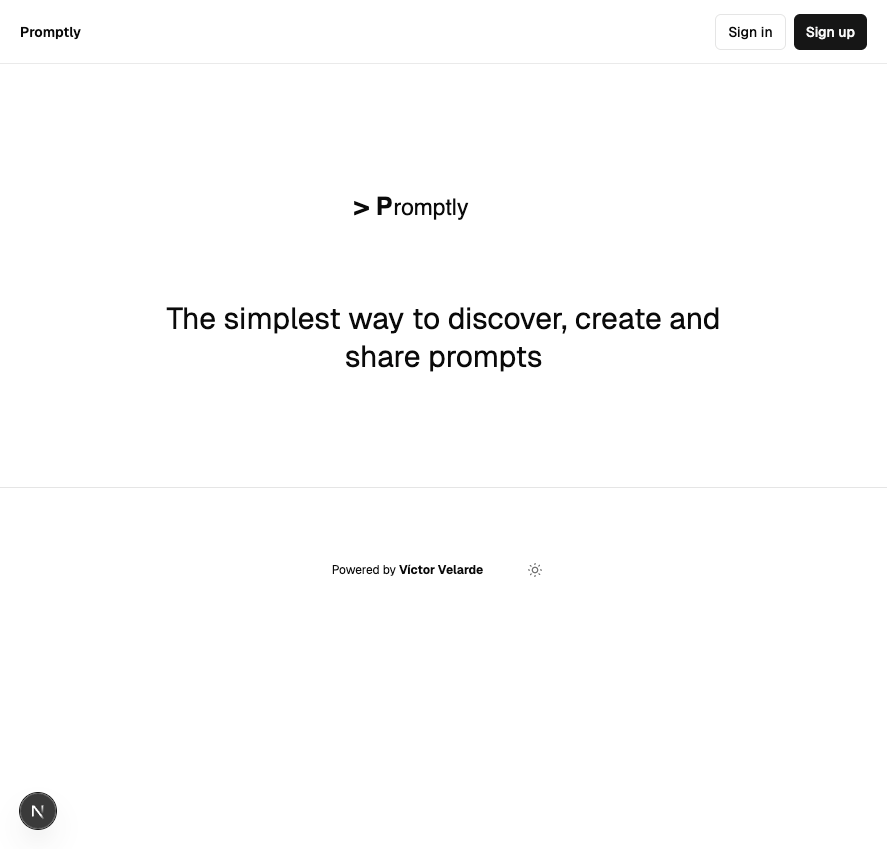 Promptly
Sign in
Sign up
> Promptly
The simplest way to discover, create and
share prompts
Powered by Víctor Velarde
N